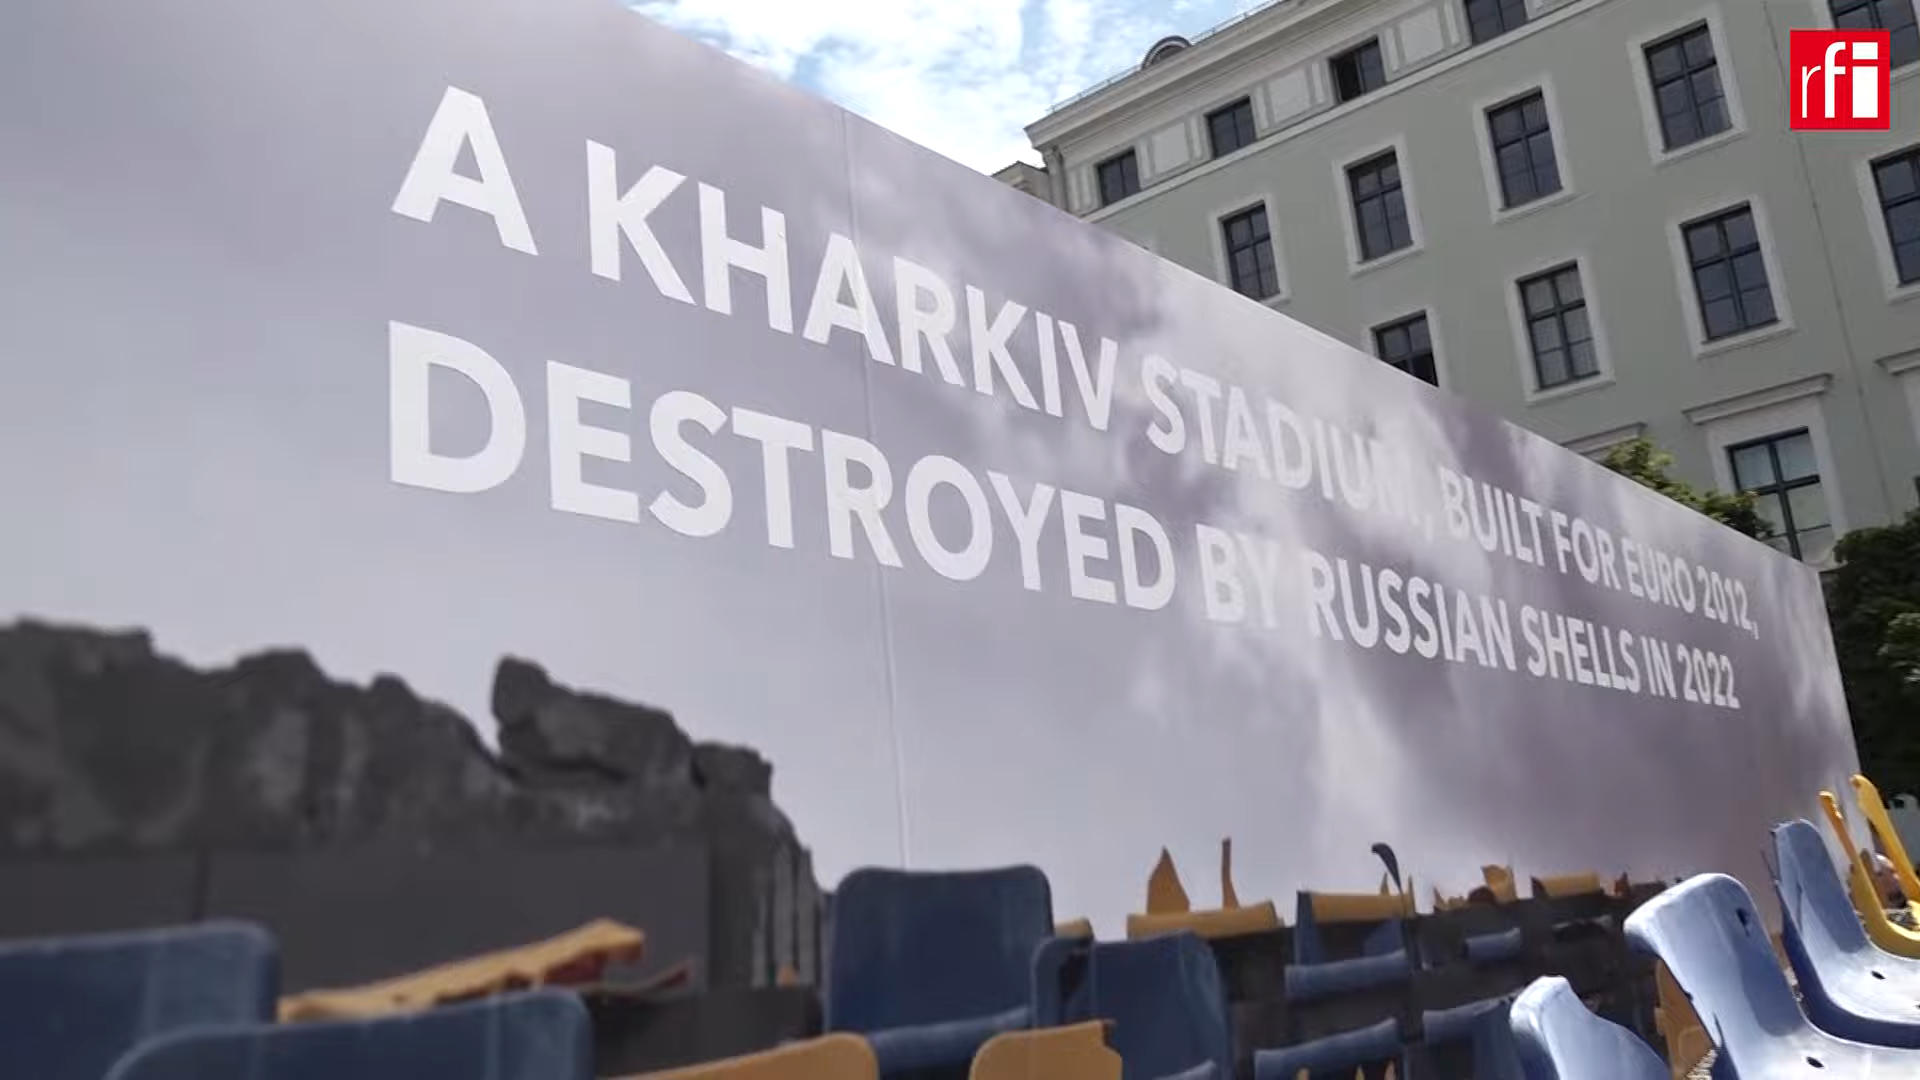 rfi
A KHARKIV STADIUM, BUILT FOR EURO 2012,
DESTROYED BY RUSSIAN SHELLS IN 2022